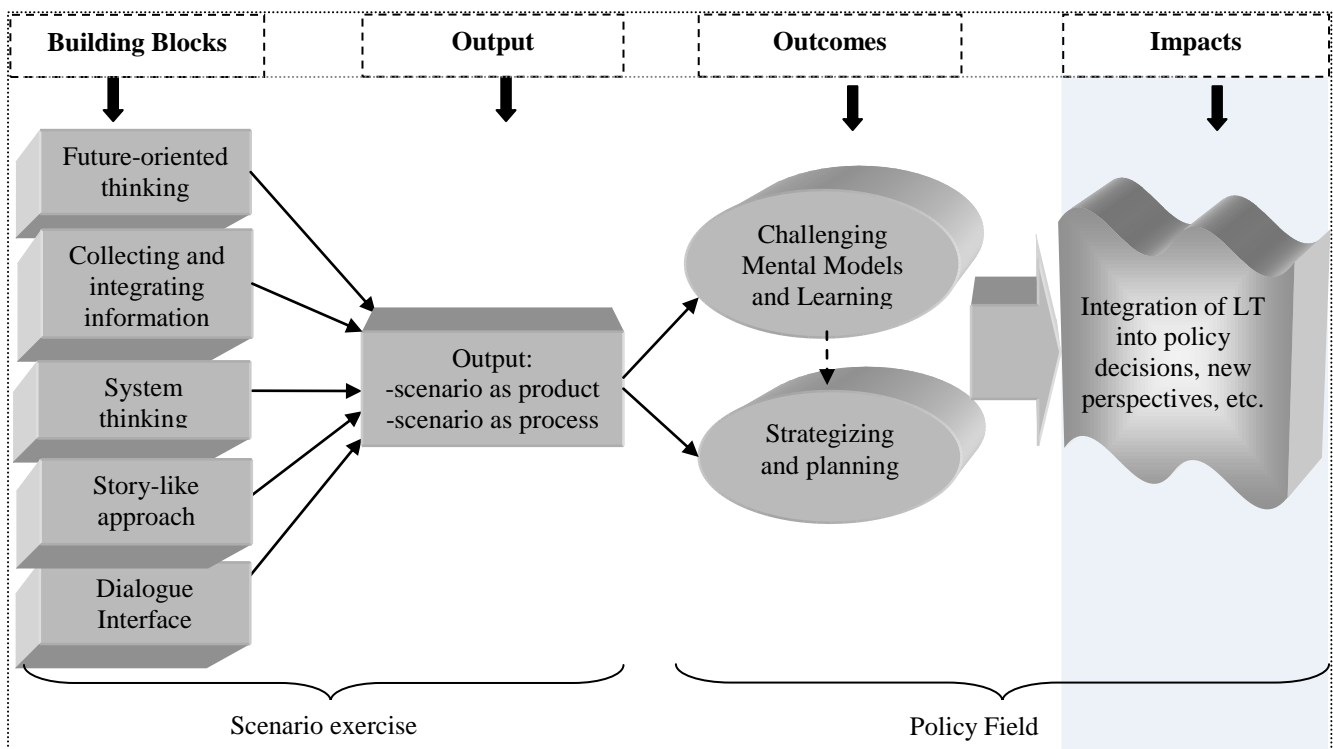 Building Blocks
Output
Outcomes
Impacts
Future-oriented
thinking
Collecting and
integrating
information
System
thinking
Story-like
approach
Dialogue
Interface
Output:
-scenario as product
-scenario as process
Challenging
Mental Models
and Learning
Strategizing
and planning
Integration of LT
into policy
decisions, new
perspectives, etc.
Scenario exercise
Policy Field